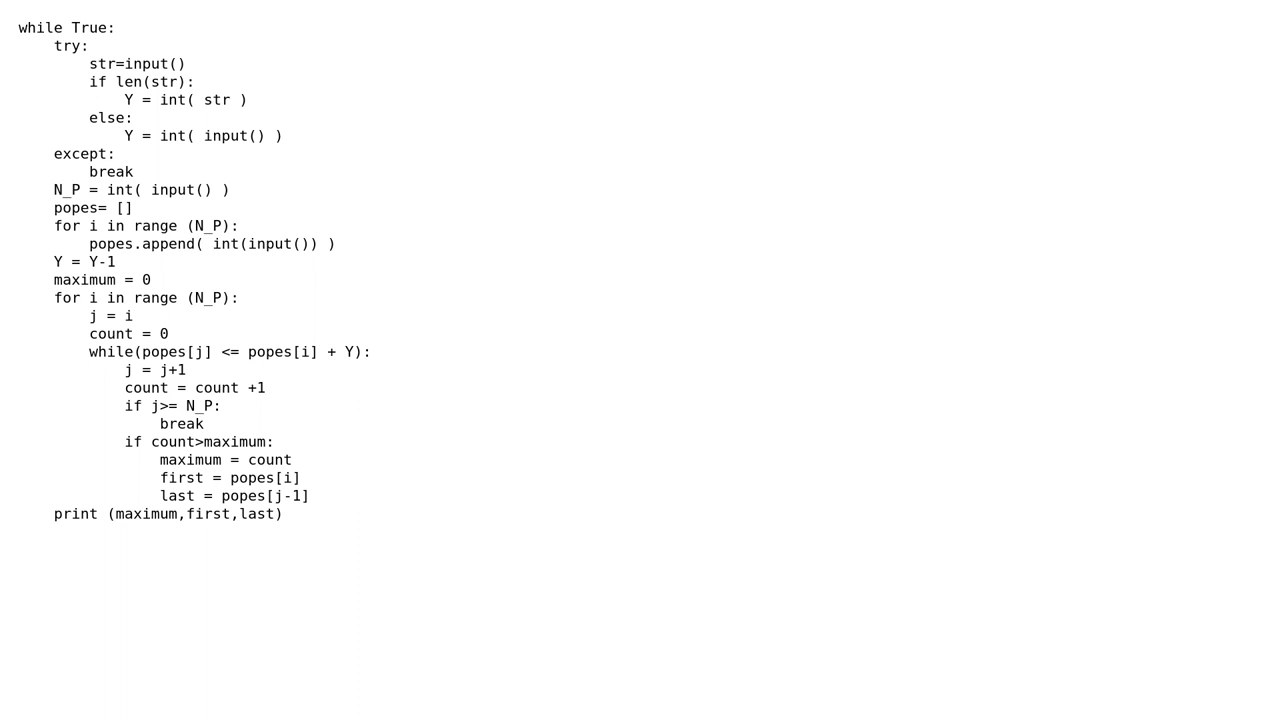 while True:
    try:
        str=input()
        if len(str):
            Y = int( str )
        else:
            Y = int( input() )
    except:
        break
    N_P = int( input() )
    popes= []
    for i in range (N_P):
        popes.append( int(input()) )
    Y = Y-1
    maximum = 0
    for i in range (N_P):
        j = i
        count = 0
        while(popes[j] <= popes[i] + Y):
            j = j+1
            count = count +1
            if j>= N_P:
                break
            if count>maximum:
                maximum = count
                first = popes[i]
                last = popes[j-1]
    print (maximum,first,last)